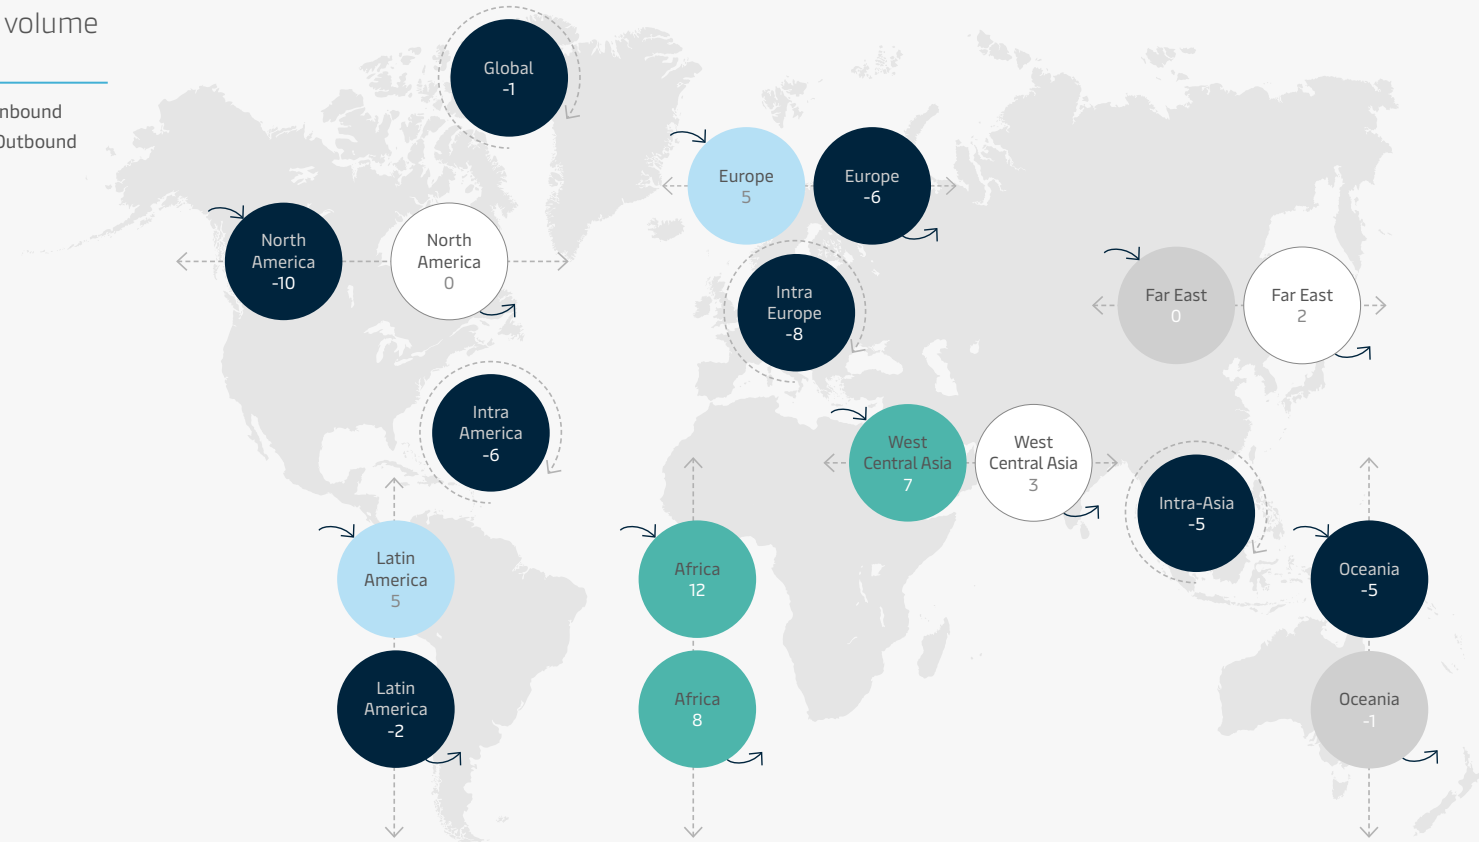 volume
nbound
Outbound
Global
-1
Europe
5
Europe
-6
North
America
-10
North
America
0
Intra
Europe
-8
Far East
0
Far East
2
Intra
America
-6
West
Central Asia
7
West
Central Asia
3
Intra-Asia
-5
Latin
America
5
Africa
12
Oceania
-5
Latin
America
-2
Africa
8
Oceania
-1